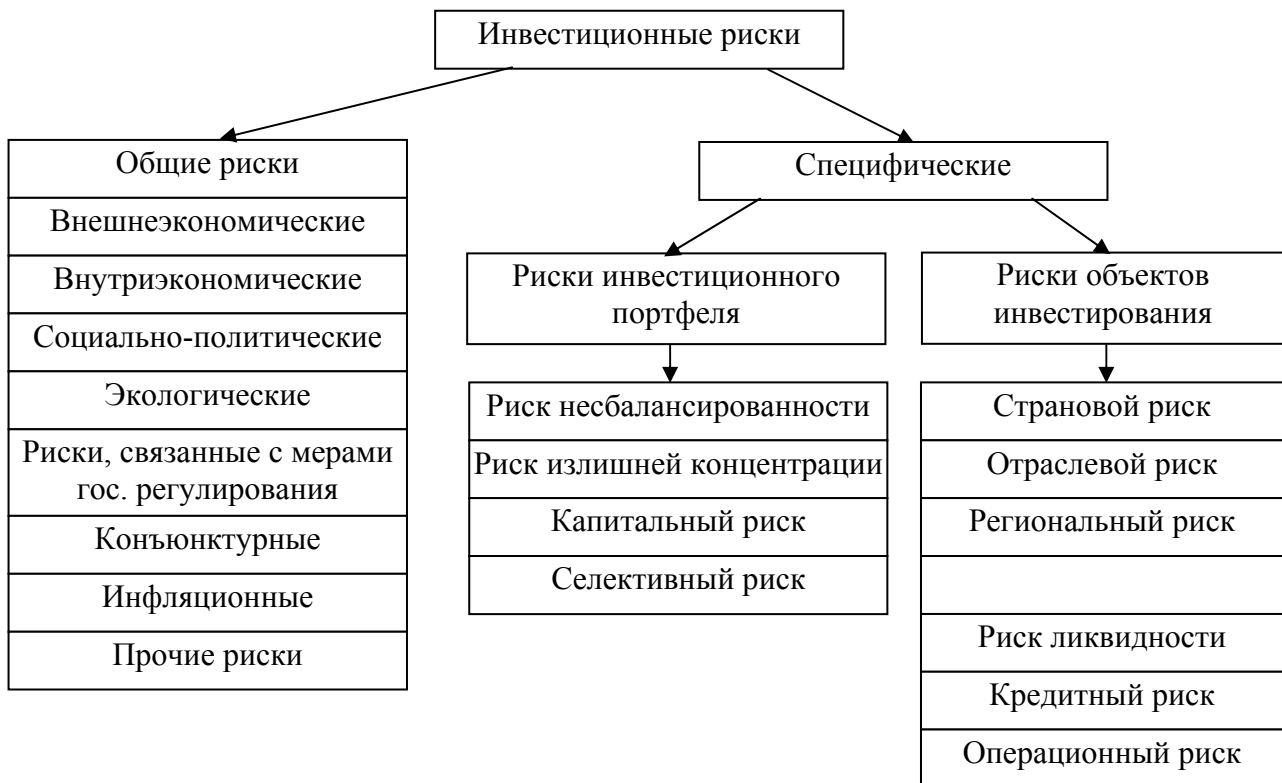 Инвестиционные риски
Общие риски
Внешнеэкономические
Внутриэкономические
Социально-политические
Экологические
Риски, связанные с мерами
гос. регулирования
Конъюнктурные
Инфляционные
Прочие риски
Специфические
Риски инвестиционного
портфеля
Риск несбалансированности
Риск излишней концентрации
Капитальный риск
Селективный риск
Риски объектов
инвестирования
Страновой риск
Отраслевой риск
Региональный риск
Риск ликвидности
Кредитный риск
Операционный риск